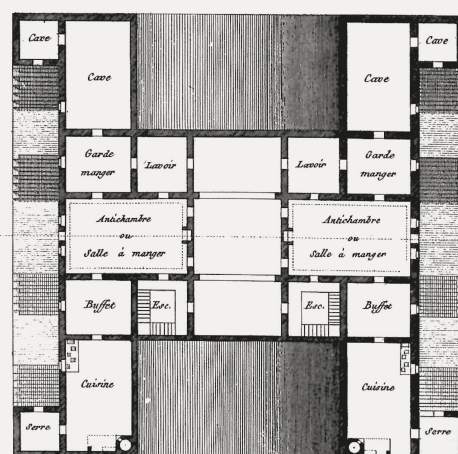 Cave
Cave
Cave
Cave
Garde
manger
Lavoir
Lavoir
Garde
manger
Antichambre
ou
Salle à manger
Antichambre
ou
Salle à manger
Buffet
Esc.
Esc.
Buffet
Cuisine
Cuisine
Serre
Serre